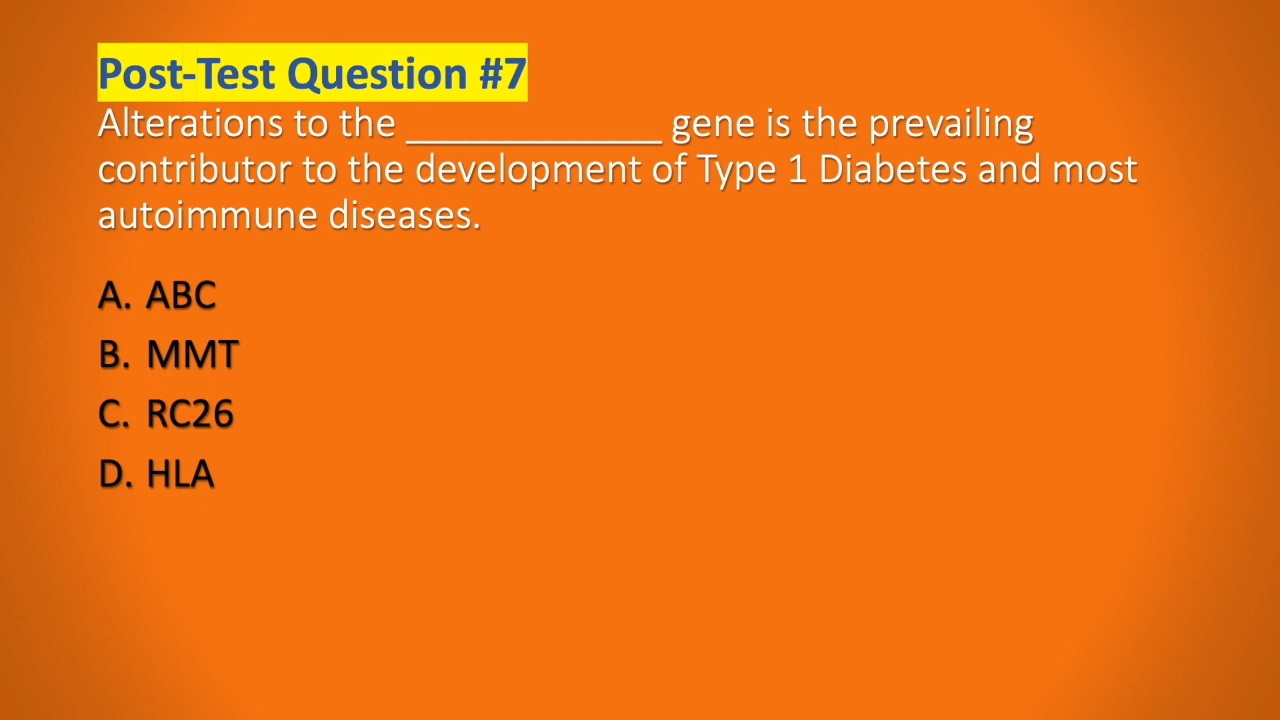 Post-Test Question #7
Alterations to the _____________ gene is the prevailing
contributor to the development of Type 1 Diabetes and most
autoimmune diseases.
A. ABC
B. MMT
C. RC26
D. HLA